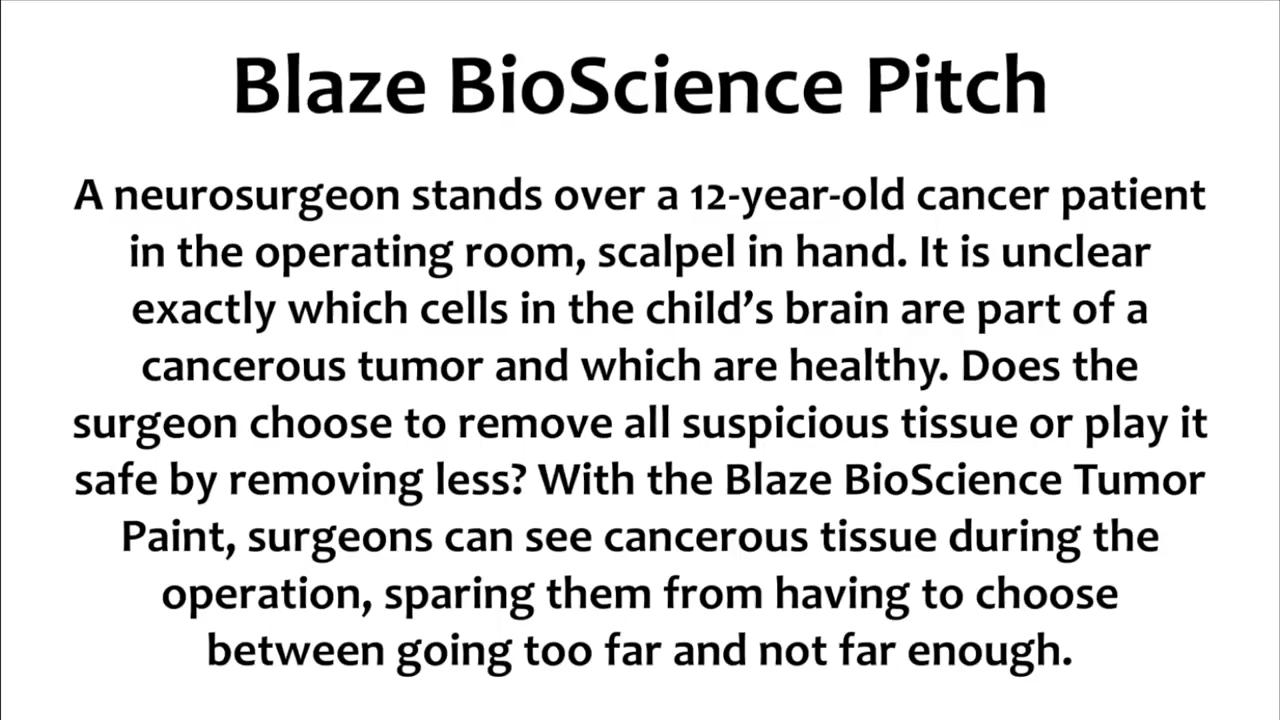 Blaze BioScience Pitch
A neurosurgeon stands over a 12-year-old cancer patient
in the operating room, scalpel in hand. It is unclear
exactly which cells in the child’s brain are part of a
cancerous tumor and which are healthy. Does the
surgeon choose to remove all suspicious tissue or play it
safe by removing less? With the Blaze BioScience Tumor
Paint, surgeons can see cancerous tissue during the
operation, sparing them from having to choose
between going too far and not far enough.